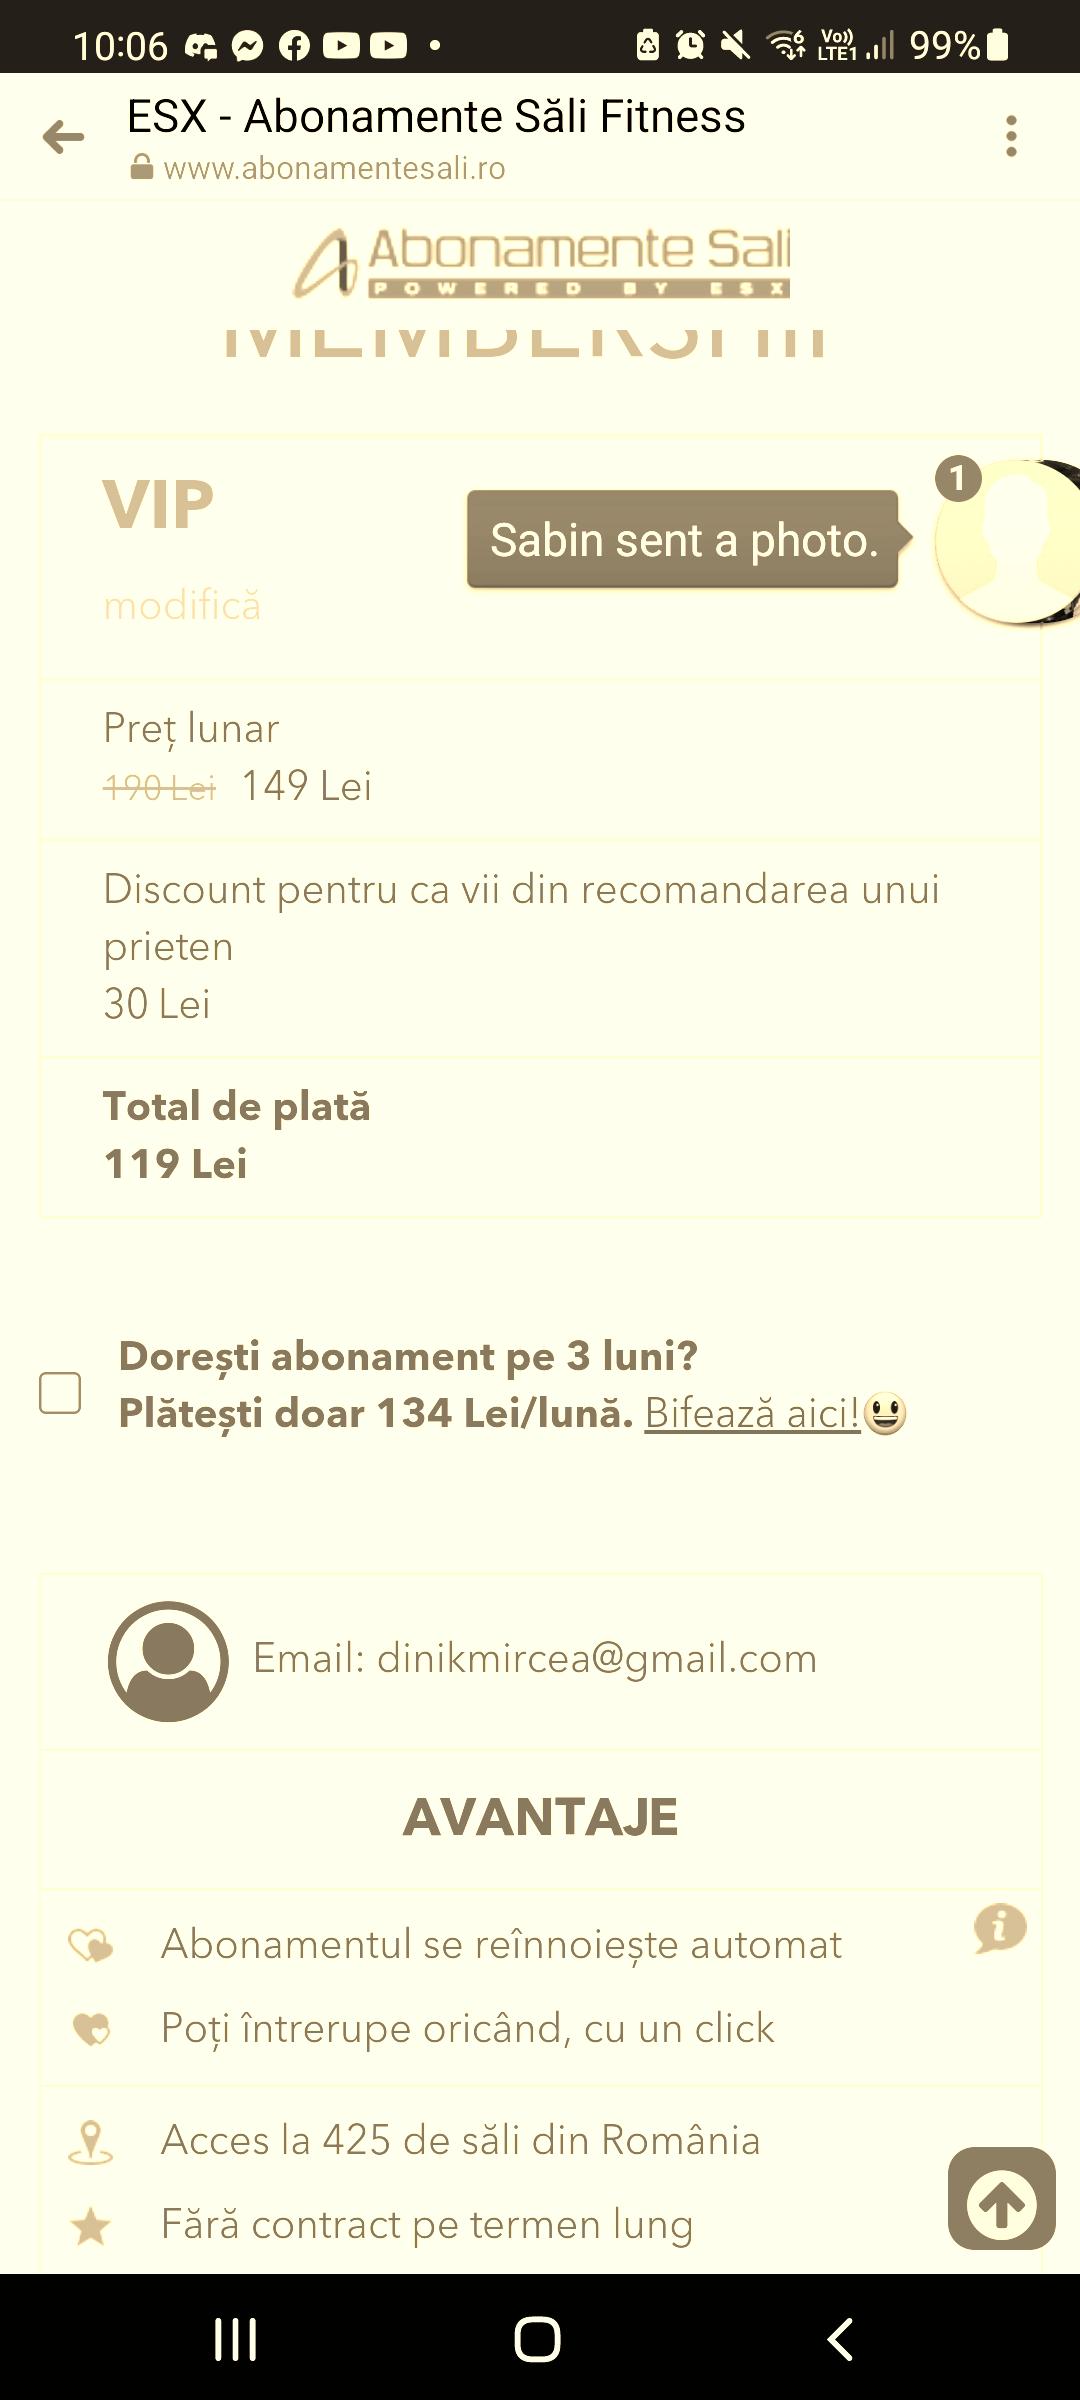 10:06
Vo))
LTE1
6
99%
ESX - Abonamente Săli Fitness
www.abonamentesali.ro
Abonamente Sali
POWERED BY ESX
VIP
1
Sabin sent a photo.
modifică
Preț lunar
190 Lei 149 Lei
Discount pentru ca vii din recomandarea unui
prieten
30 Lei
Total de plată
119 Lei
Dorești abonament pe 3 luni?
Plătești doar 134 Lei/lună. Bifează aici!😃
Email: dinikmircea@gmail.com
AVANTAJE
Abonamentul se reînnoiește automat
Poți întrerupe oricând, cu un click
Acces la 425 de săli din România
Fără contract pe termen lung